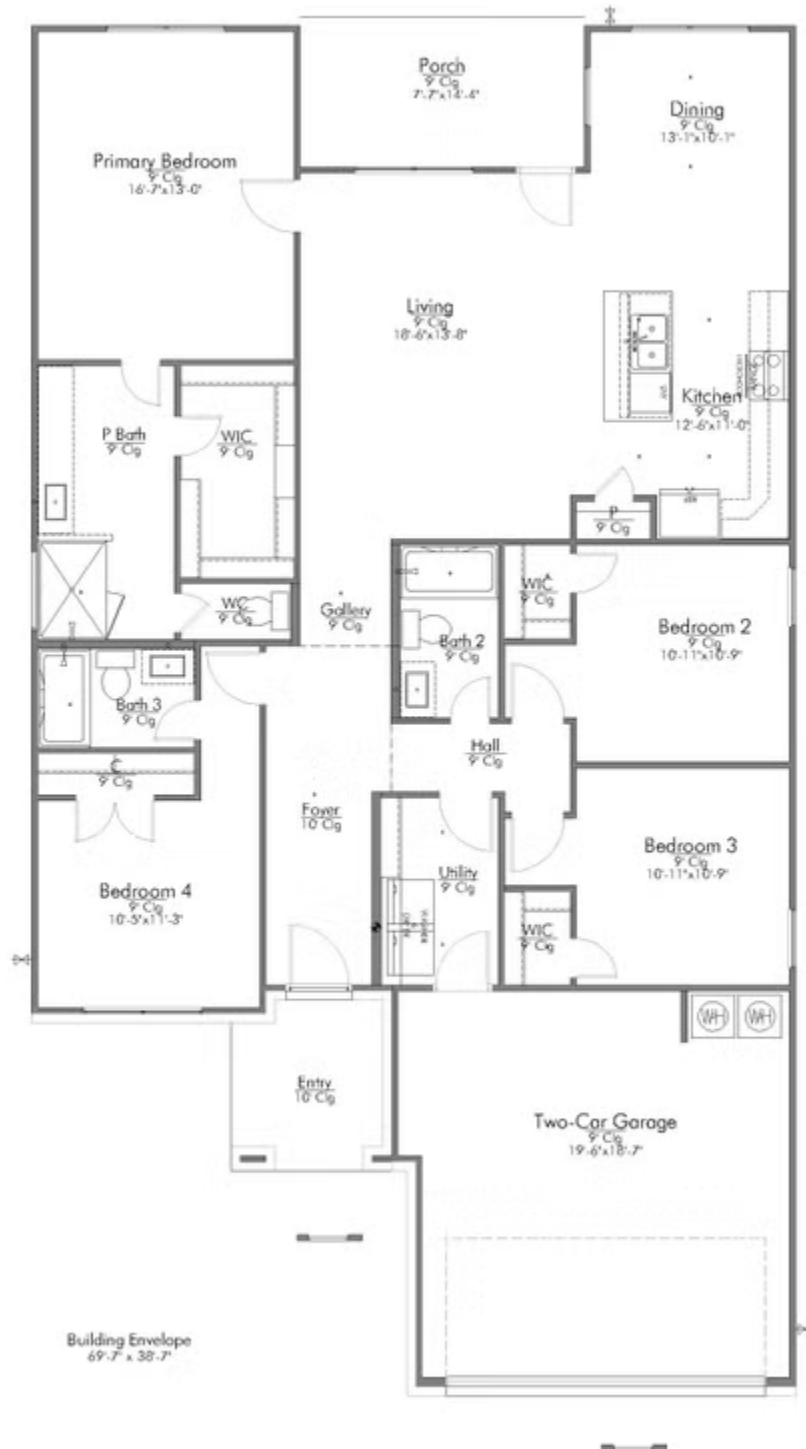 Porch
9' Clg
7'-7"x14'-4"
Dining
9' Clg
13'-1"x10'-1"
Primary Bedroom
9' Clg
16'-7"x13'-0"
Living
9' Clg
18'-6"x13'-8"
Kitchen
9' Clg
12'-6"x11'-0"
P Bath
9' Clg
WIC
9' Clg
P
9' Clg
WC
9' Clg
Gallery
9' Clg
Bath 2
9' Clg
WIC
9' Clg
Bedroom 2
9' Clg
10'-11"x10'-9"
Bath 3
9' Clg
C
9' Clg
Hall
9' Clg
Foyer
10' Clg
Bedroom 3
9' Clg
10'-11"x10'-9"
Utility
9' Clg
Bedroom 4
9' Clg
10'-5"x11'-3"
WIC
9' Clg
WH
WH
Entry
10' Clg
Two-Car Garage
9' Clg
19'-6"x18'-7"
Building Envelope
69'-7" x 38'-7"